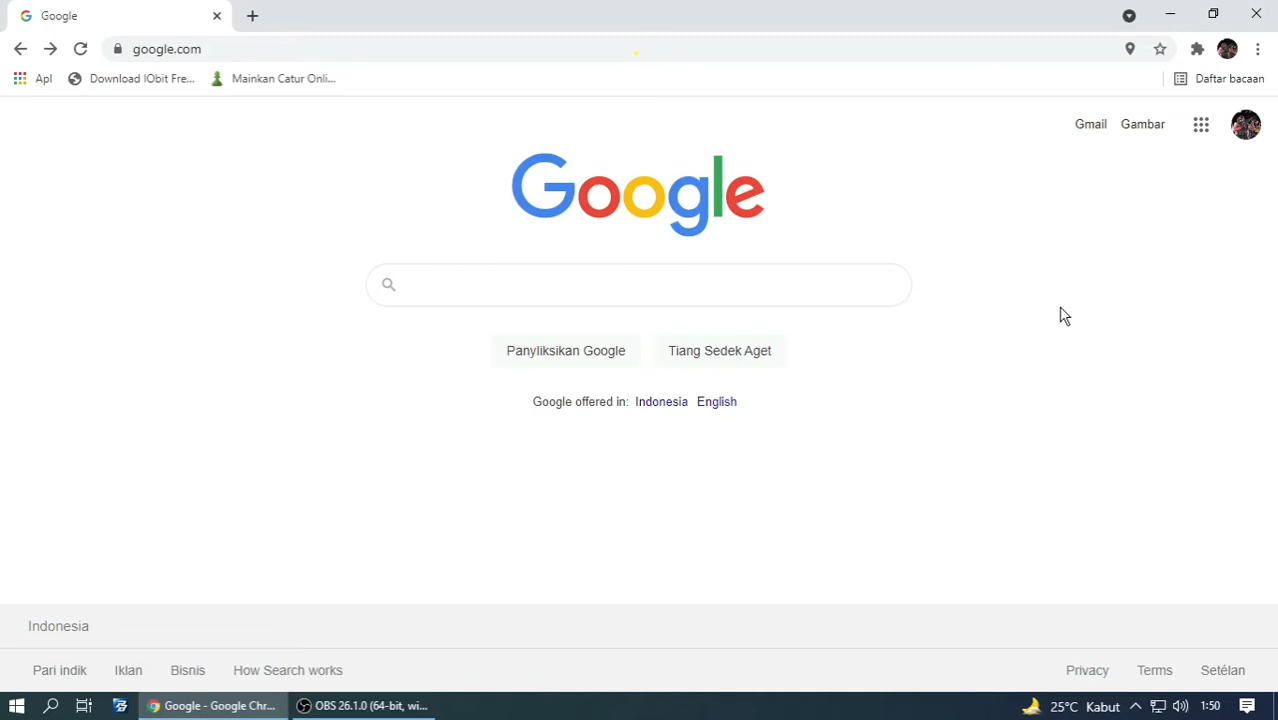 Google
google.com
Apl
Download IObit Fre...
Mainkan Catur Onli...
Daftar bacaan
Gmail
Gambar
Google
Panyliksikan Google
Tiang Sedek Aget
Google offered in: Indonesia English
Indonesia
Pari indik
Iklan
Bisnis
How Search works
Privacy
Terms
Setélan
Google - Google Chr...
OBS 26.1.0 (64-bit, wi...
25°C Kabut
1:50